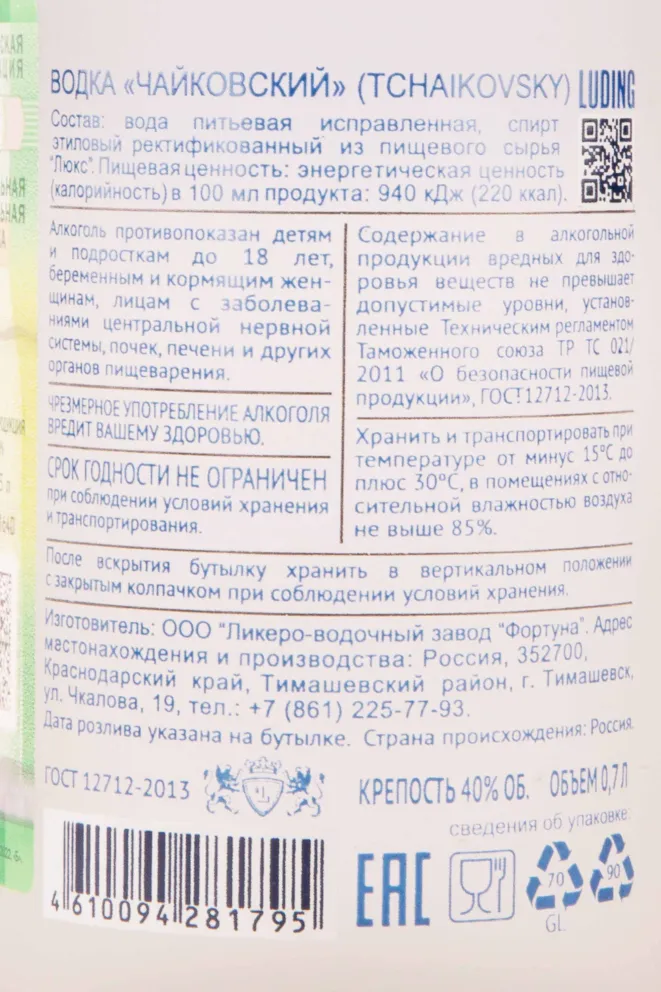 ВОДКА «ЧАЙКОВСКИЙ» (TCHAIKOVSKY) LUDING
Состав: вода питьевая исправленная, спирт
этиловый ректификованный из пищевого сырья
"Люкс". Пищевая ценность: энергетическая ценность
(калорийность) в 100 мл продукта: 940 кДж (220 ккал).
Алкоголь противопоказан детям
и подросткам до 18 лет,
беременным и кормящим жен-
щинам, лицам с заболева-
ниями центральной нервной
системы, почек, печени и других
органов пищеварения.
ЧРЕЗМЕРНОЕ УПОТРЕБЛЕНИЕ АЛКОГОЛЯ
ВРЕДИТ ВАШЕМУ ЗДОРОВЬЮ.
СРОК ГОДНОСТИ НЕ ОГРАНИЧЕН
при соблюдении условий хранения
и транспортирования.
Содержание в алкогольной
продукции вредных для здо-
ровья веществ не превышает
допустимые уровни, установ-
ленные Техническим регламентом
Таможенного союза ТР ТС 021/
2011 «О безопасности пищевой
продукции», ГОСТ12712-2013.
Хранить и транспортировать при
температуре от минус 15°С до
плюс 30°С, в помещениях с отно-
сительной влажностью воздуха
не выше 85%.
После вскрытия бутылку хранить в вертикальном положении
с закрытым колпачком при соблюдении условий хранения.
Изготовитель: ООО "Ликеро-водочный завод "Фортуна". Адрес
местонахождения и производства: Россия, 352700,
Краснодарский край, Тимашевский район, г. Тимашевск,
ул. Чкалова, 19, тел.: +7 (861) 225-77-93.
Дата розлива указана на бутылке. Страна происхождения: Россия.
ГОСТ 12712-2013
КРЕПОСТЬ 40% ОБ. ОБЪЕМ 0,7 Л
сведения об упаковке:
4 610094 281795
EAC
70
GL
90